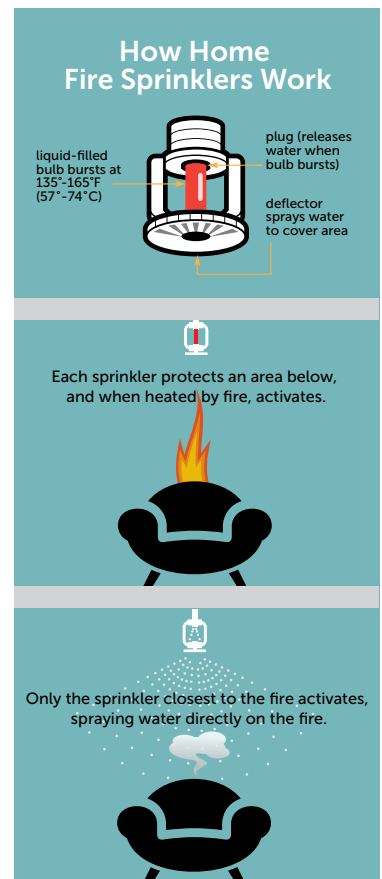 How Home
Fire Sprinklers Work
liquid-filled
bulb bursts at
135˚-165˚F
(57˚-74˚C)
plug (releases
water when
bulb bursts)
deflector
sprays water
to cover area
Each sprinkler protects an area below,
and when heated by fire, activates.
Only the sprinkler closest to the fire activates,
spraying water directly on the fire.